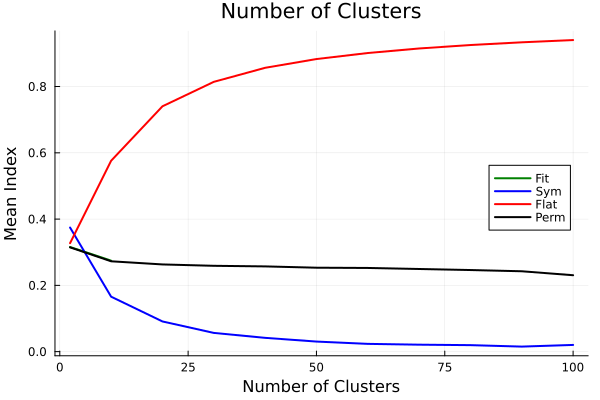 Number of Clusters
Mean Index
0.8
0.6
0.4
0.2
0.0
Fit
Sym
Flat
Perm
0 25 50 75 100
Number of Clusters